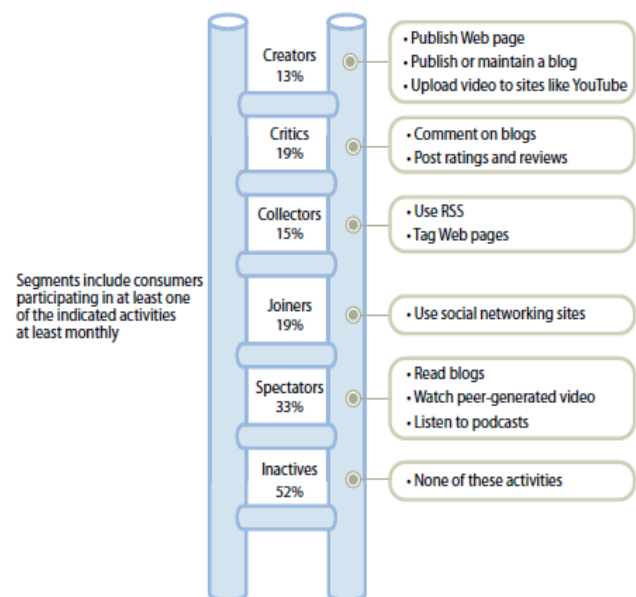 Creators
13%
• Publish Web page
• Publish or maintain a blog
• Upload video to sites like YouTube
Critics
19%
• Comment on blogs
• Post ratings and reviews
Collectors
15%
• Use RSS
• Tag Web pages
Segments include consumers
participating in at least one
of the indicated activities
at least monthly
Joiners
19%
• Use social networking sites
Spectators
33%
• Read blogs
• Watch peer-generated video
• Listen to podcasts
Inactives
52%
• None of these activities